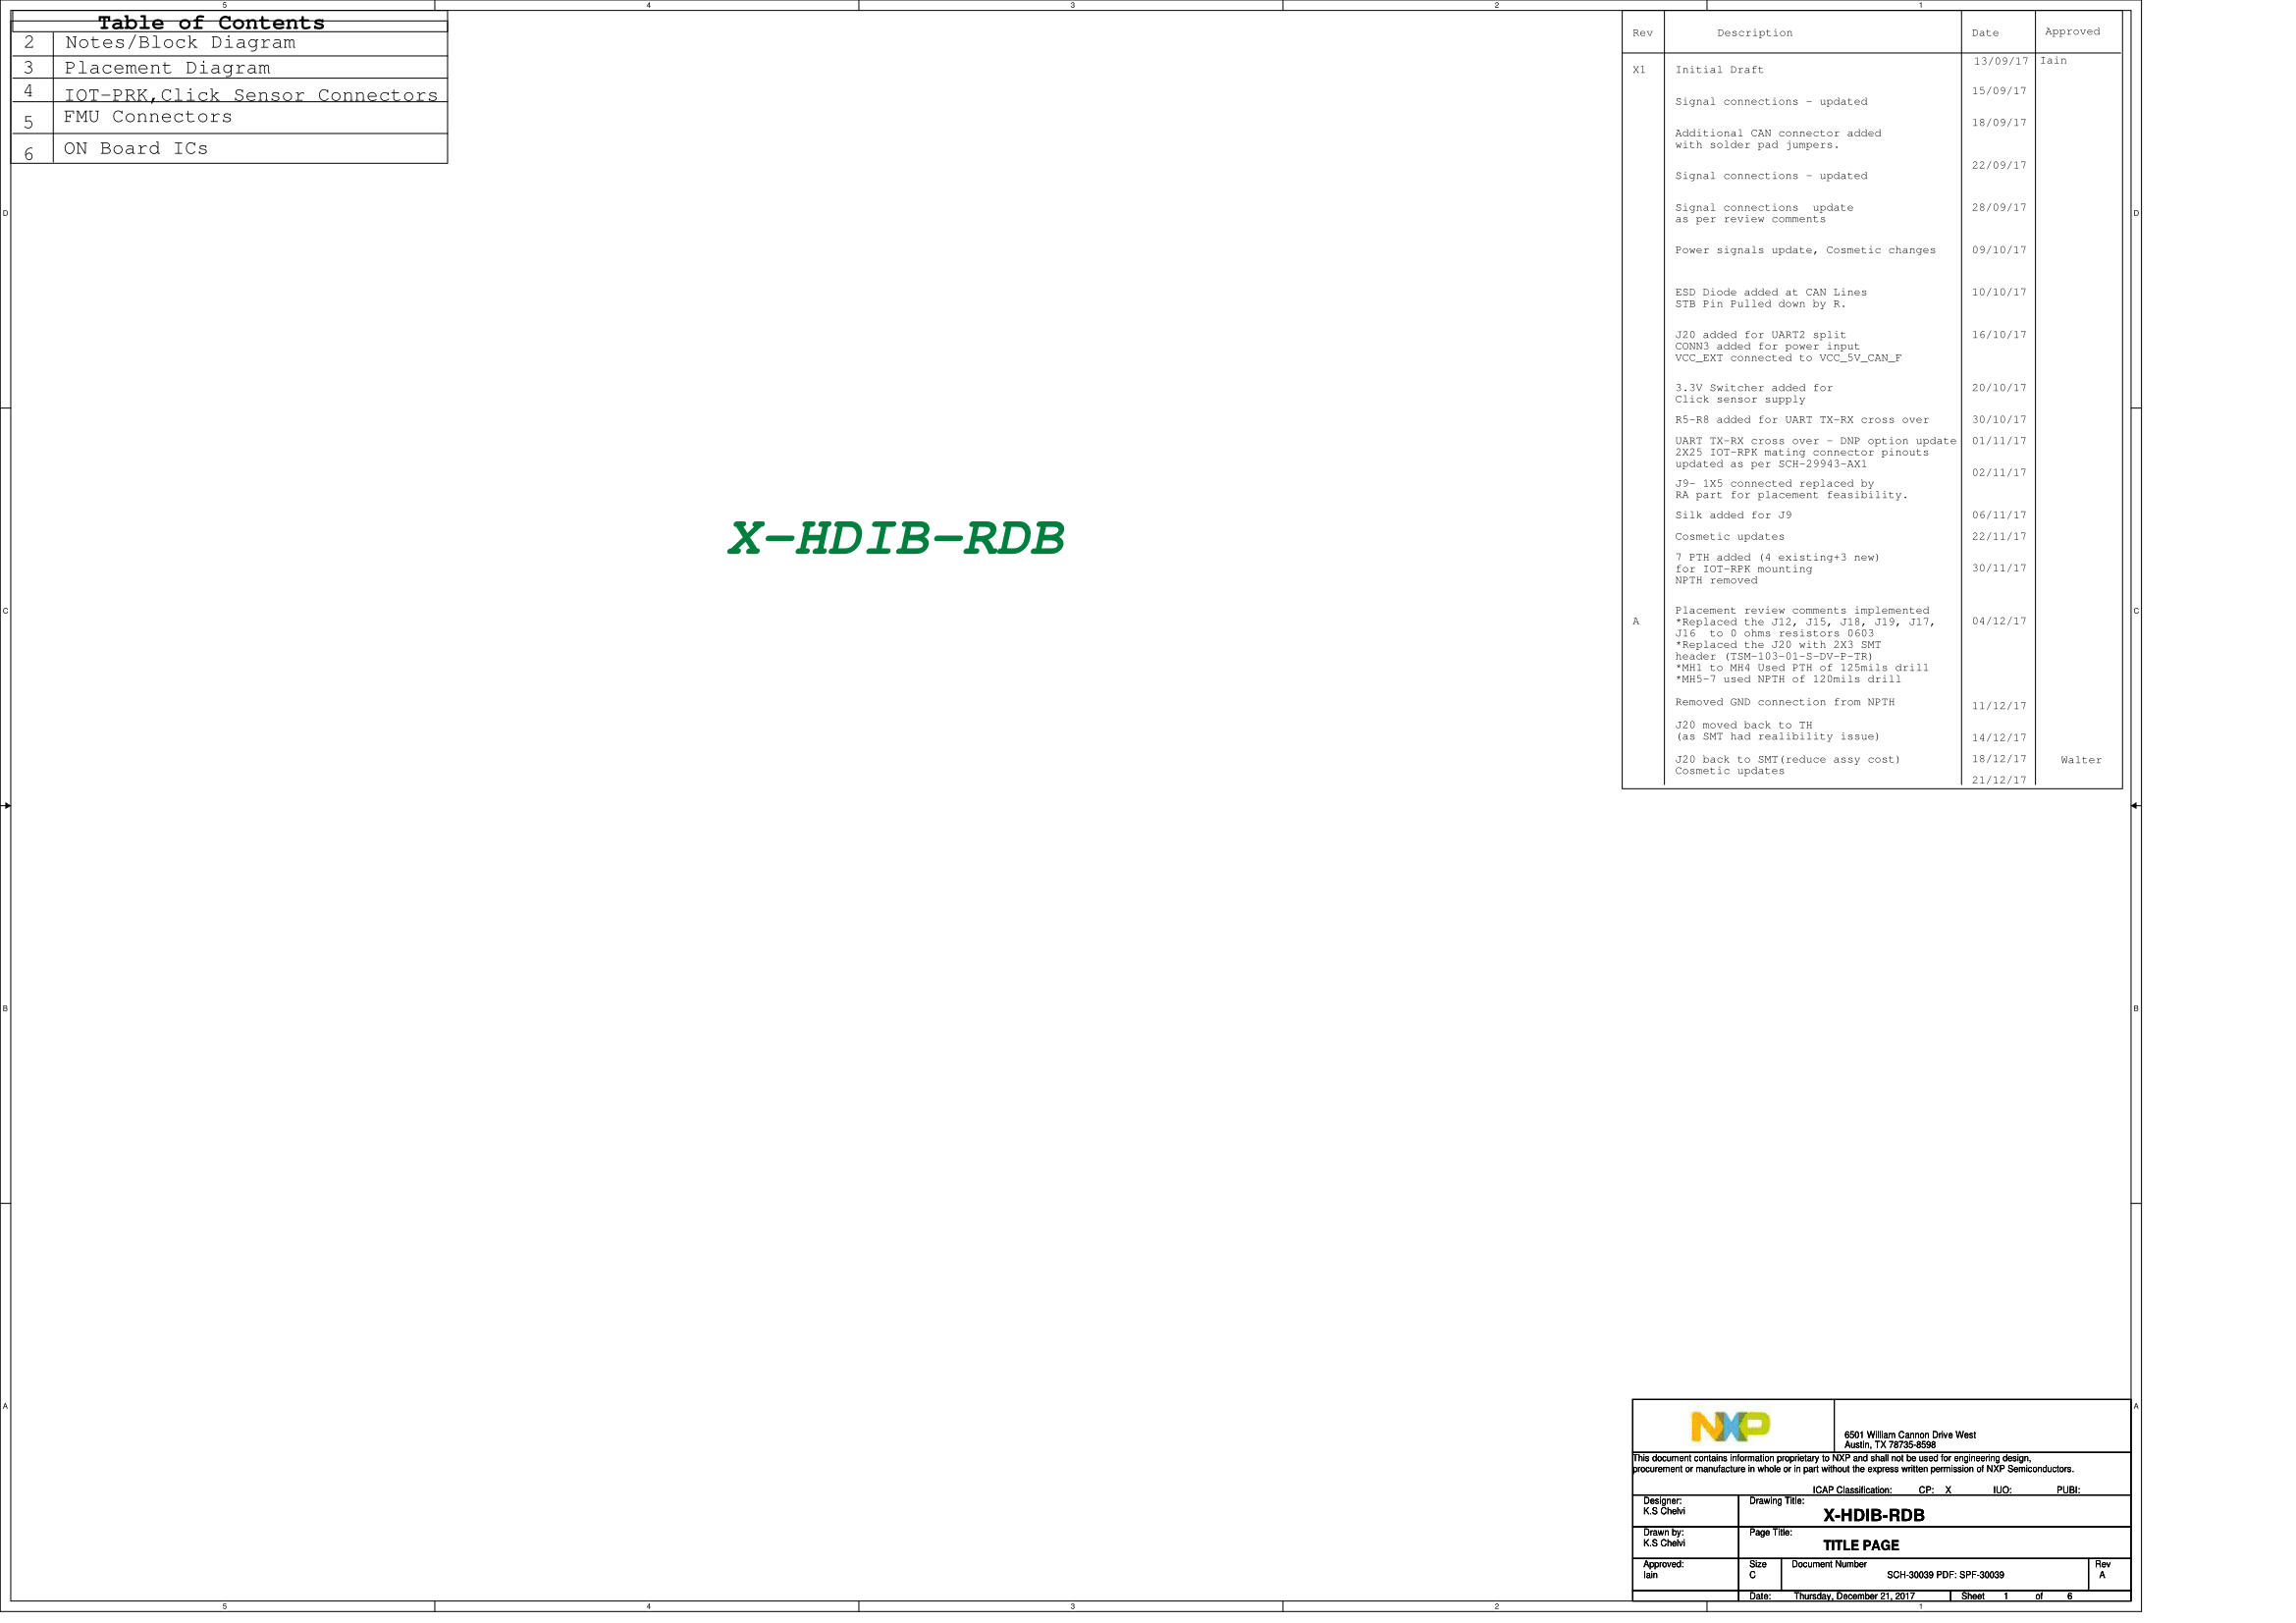 5 4 3 2 1
Table of Contents
2 Notes/Block Diagram
3 Placement Diagram
4 IOT-PRK,Click Sensor Connectors
5 FMU Connectors
6 ON Board ICs
Rev Description Date Approved
X1 Initial Draft 13/09/17 Iain
Signal connections - updated 15/09/17
Additional CAN connector added 18/09/17
with solder pad jumpers.
Signal connections - updated 22/09/17
Signal connections  update 28/09/17
as per review comments
Power signals update, Cosmetic changes 09/10/17
ESD Diode added at CAN Lines 10/10/17
STB Pin Pulled down by R.
J20 added for UART2 split 16/10/17
CONN3 added for power input
VCC_EXT connected to VCC_5V_CAN_F
3.3V Switcher added for 20/10/17
Click sensor supply
R5-R8 added for UART TX-RX cross over 30/10/17
UART TX-RX cross over - DNP option update 01/11/17
2X25 IOT-RPK mating connector pinouts
updated as per SCH-29943-AX1
02/11/17
J9- 1X5 connected replaced by
RA part for placement feasibility.
Silk added for J9 06/11/17
Cosmetic updates 22/11/17
7 PTH added (4 existing+3 new)
for IOT-RPK mounting 30/11/17
NPTH removed
Placement review comments implemented
A *Replaced the J12, J15, J18, J19, J17, 04/12/17
J16  to 0 ohms resistors 0603
*Replaced the J20 with 2X3 SMT
header (TSM-103-01-S-DV-P-TR)
*MH1 to MH4 Used PTH of 125mils drill
*MH5-7 used NPTH of 120mils drill
Removed GND connection from NPTH 11/12/17
J20 moved back to TH
(as SMT had realibility issue) 14/12/17
J20 back to SMT(reduce assy cost) 18/12/17 Walter
Cosmetic updates 21/12/17
D D
X-HDIB-RDB
C C
B B
A A
NXP
6501 William Cannon Drive West
Austin, TX 78735-8598
This document contains information proprietary to NXP and shall not be used for engineering design,
procurement or manufacture in whole or in part without the express written permission of NXP Semiconductors.
ICAP Classification: CP: X IUO: PUBI:
Designer: Drawing Title:
K.S Chelvi X-HDIB-RDB
Drawn by: Page Title:
K.S Chelvi TITLE PAGE
Approved: Size Document Number Rev
Iain C SCH-30039 PDF: SPF-30039 A
Date: Thursday, December 21, 2017 Sheet 1 of 6
5 4 3 2 1